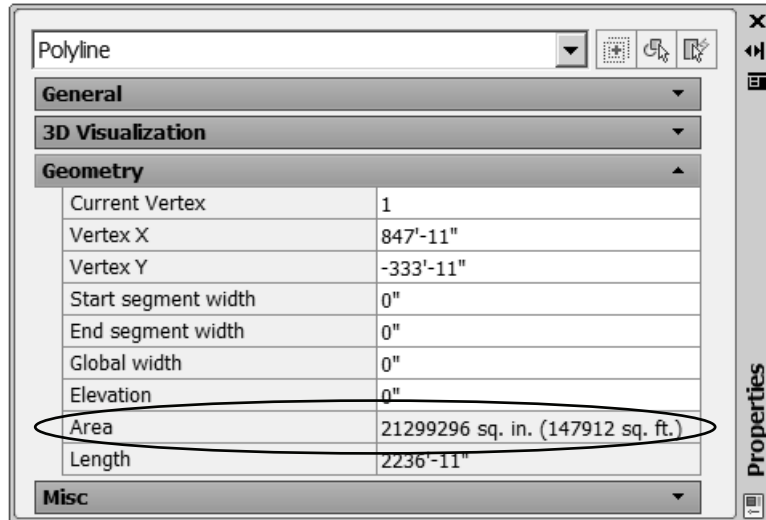 Polyline
General
3D Visualization
Geometry
Current Vertex 1
Vertex X 847'-11"
Vertex Y -333'-11"
Start segment width 0"
End segment width 0"
Global width 0"
Elevation 0"
Area 21299296 sq. in. (147912 sq. ft.)
Length 2236'-11"
Misc
Properties